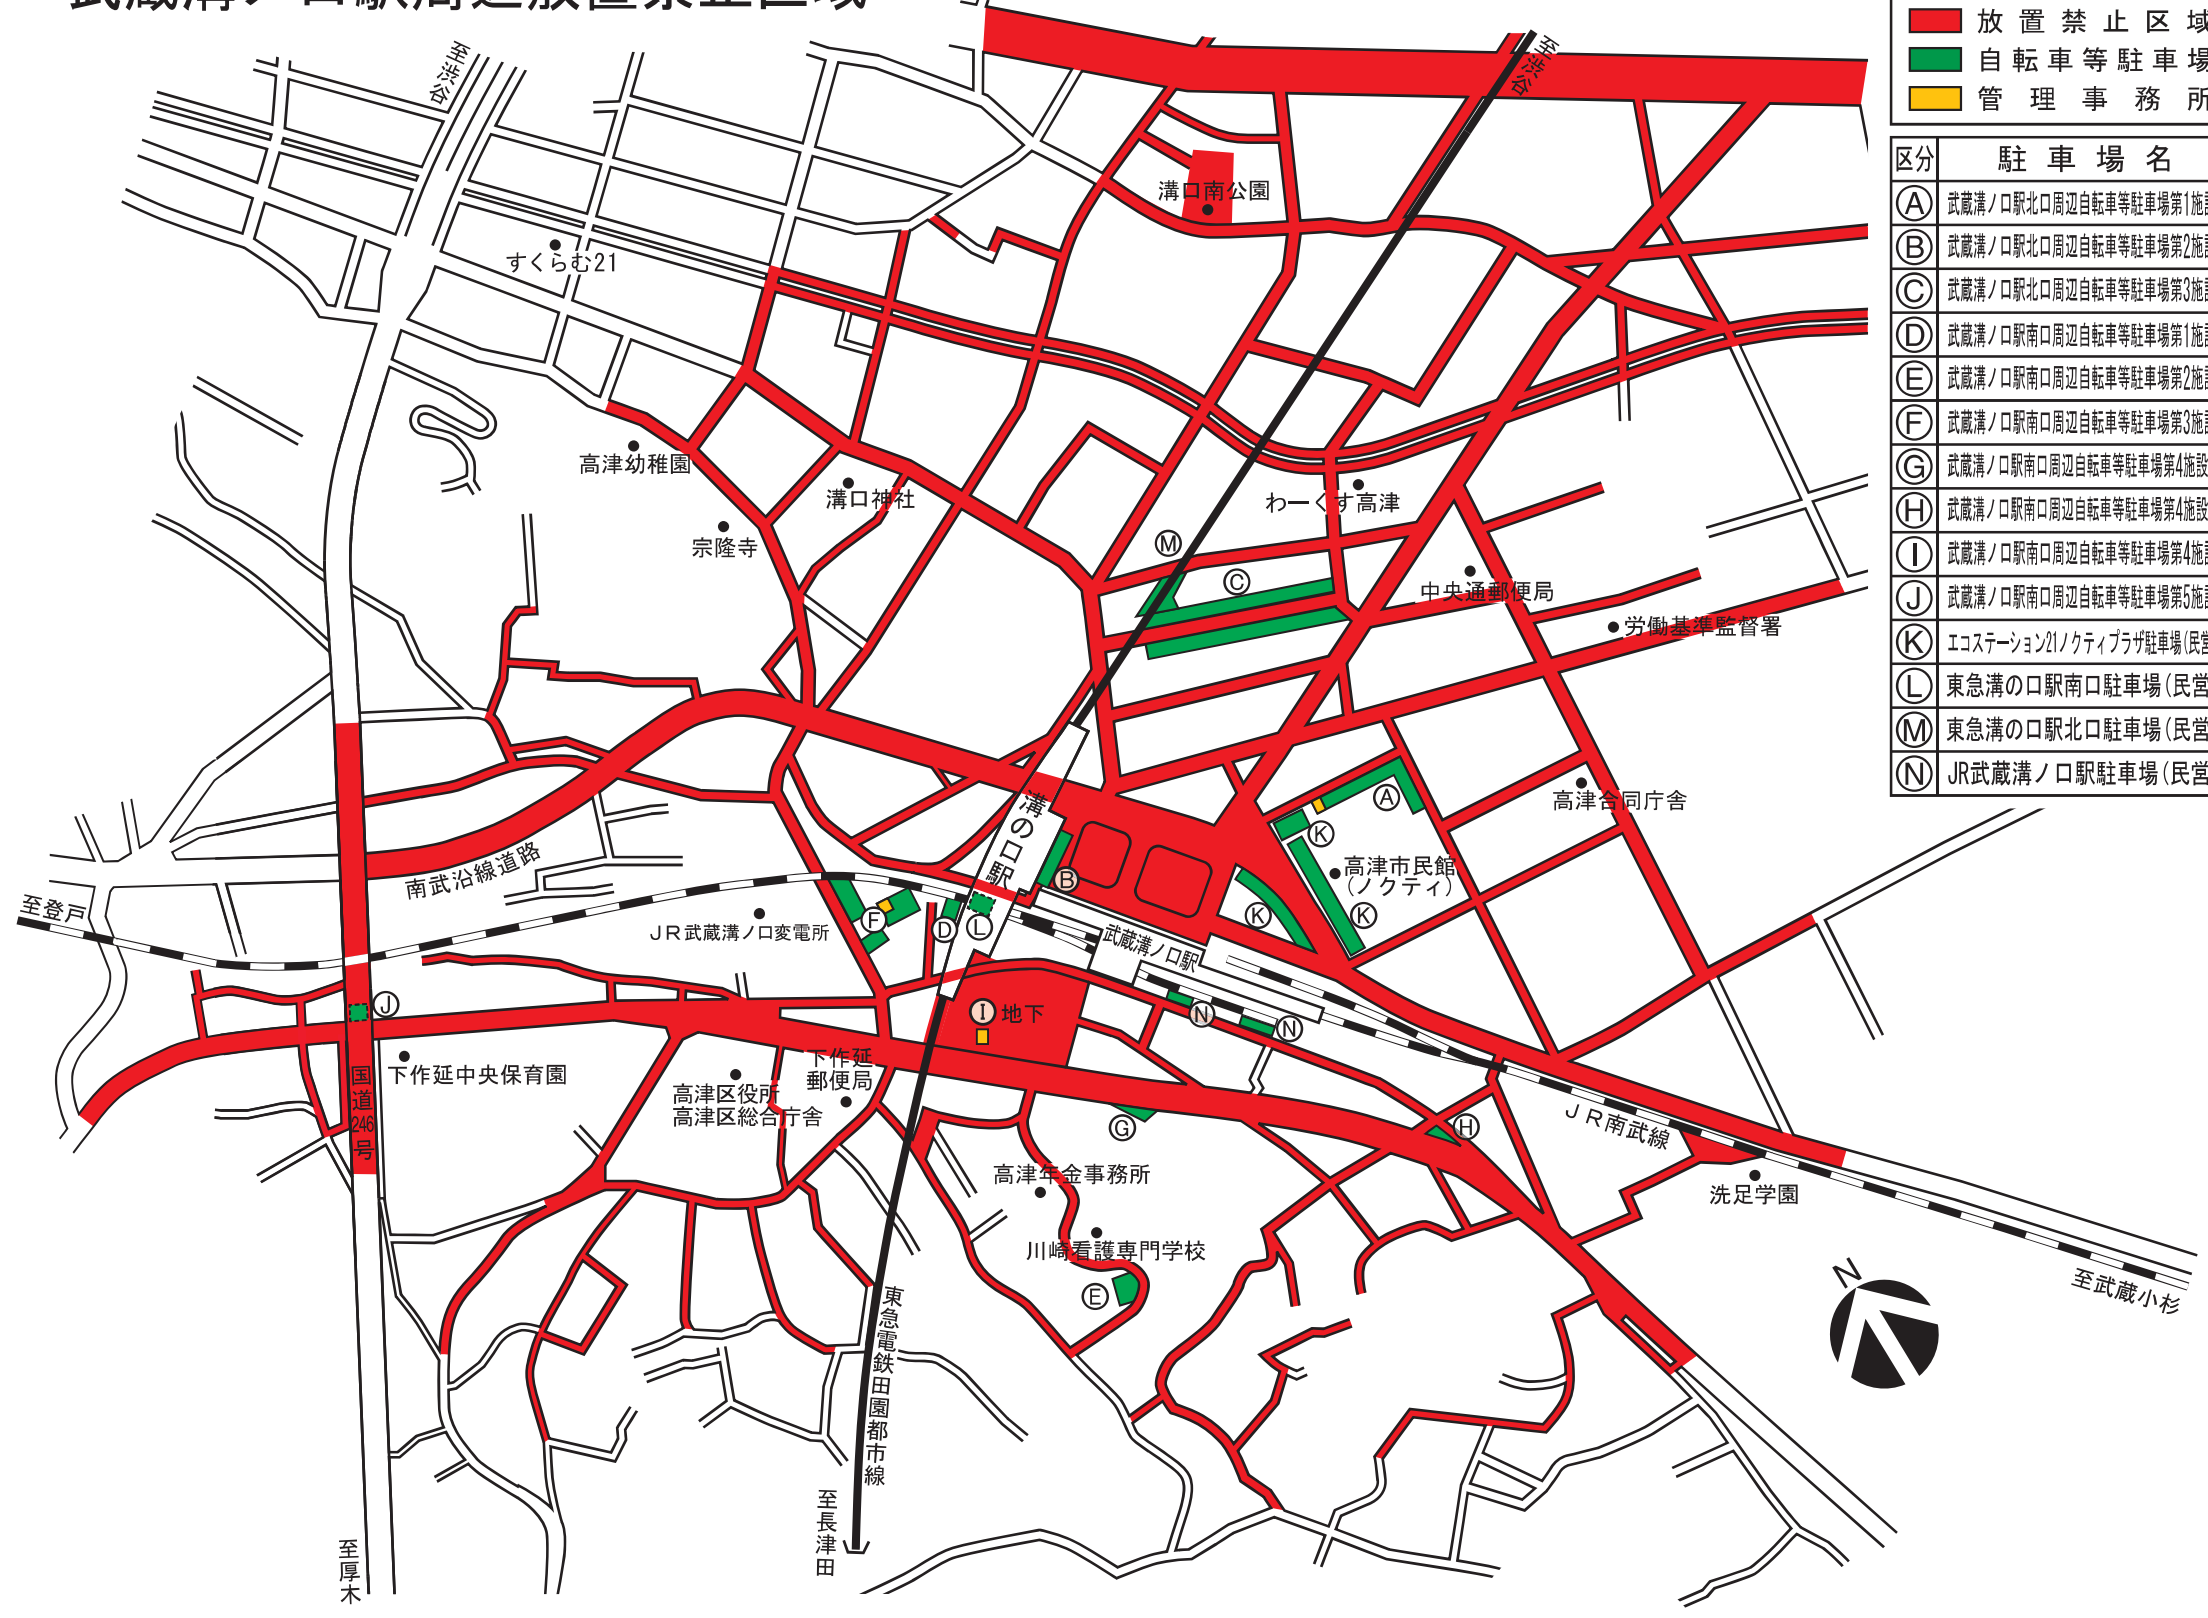 武蔵溝ノ口駅周辺放置禁止区域
放置禁止区域
自転車等駐車場
管理事務所
区分 駐車場名
A 武蔵溝ノ口駅北口周辺自転車等駐車場第1施設
B 武蔵溝ノ口駅北口周辺自転車等駐車場第2施設
C 武蔵溝ノ口駅北口周辺自転車等駐車場第3施設
D 武蔵溝ノ口駅南口周辺自転車等駐車場第1施設
E 武蔵溝ノ口駅南口周辺自転車等駐車場第2施設
F 武蔵溝ノ口駅南口周辺自転車等駐車場第3施設
G 武蔵溝ノ口駅南口周辺自転車等駐車場第4施設
H 武蔵溝ノ口駅南口周辺自転車等駐車場第4施設
I 武蔵溝ノ口駅南口周辺自転車等駐車場第4施設
J 武蔵溝ノ口駅南口周辺自転車等駐車場第5施設
K エコステーション21ノクティプラザ駐車場(民営
L 東急溝の口駅南口駐車場(民営
M 東急溝の口駅北口駐車場(民営
N JR武蔵溝ノ口駅駐車場(民営
至渋谷
至渋谷
溝口南公園
すくらむ21
高津幼稚園
溝口神社
宗隆寺
わーくす高津
M
C
中央通郵便局
労働基準監督署
高津合同庁舎
A
K
高津市民館
(ノクティ)
K
K
溝の口駅
B
南武沿線道路
至登戸
JR武蔵溝ノ口変電所
F
D
L
武蔵溝ノ口駅
J
I 地下
N
N
下作延中央保育園
国道246号
下作延
郵便局
高津区役所
高津区総合庁舎
G
H
JR南武線
高津年金事務所
洗足学園
川崎看護専門学校
E
N
至武蔵小杉
東急電鉄田園都市線
至長津田
至厚木